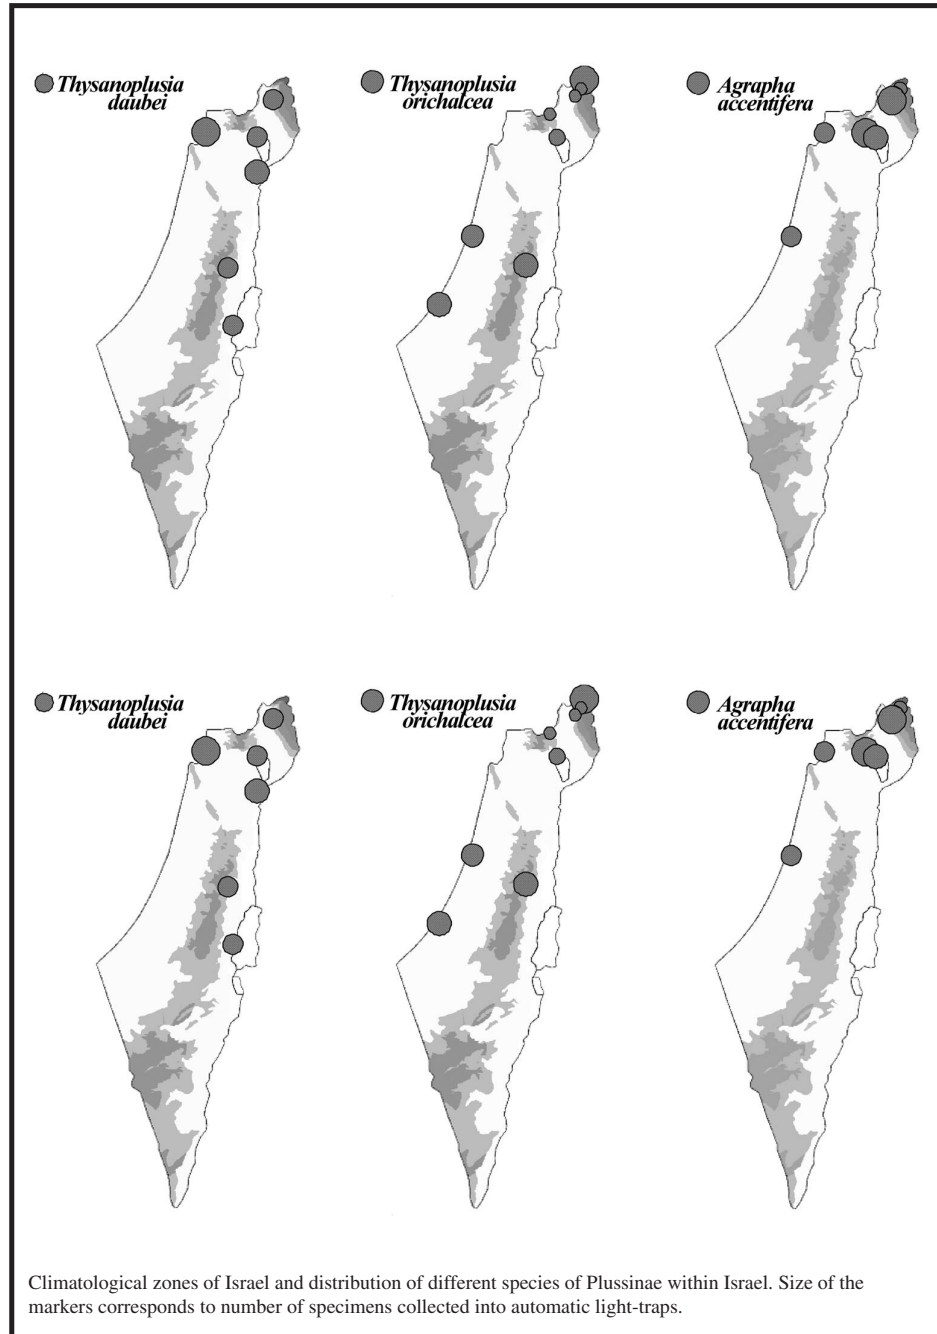 Thysanoplusia
daubei
Thysanoplusia
orichalcea
Agrapha
accentifera
Thysanoplusia
daubei
Thysanoplusia
orichalcea
Agrapha
accentifera
Climatological zones of Israel and distribution of different species of Plussinae within Israel. Size of the
markers corresponds to number of specimens collected into automatic light-traps.